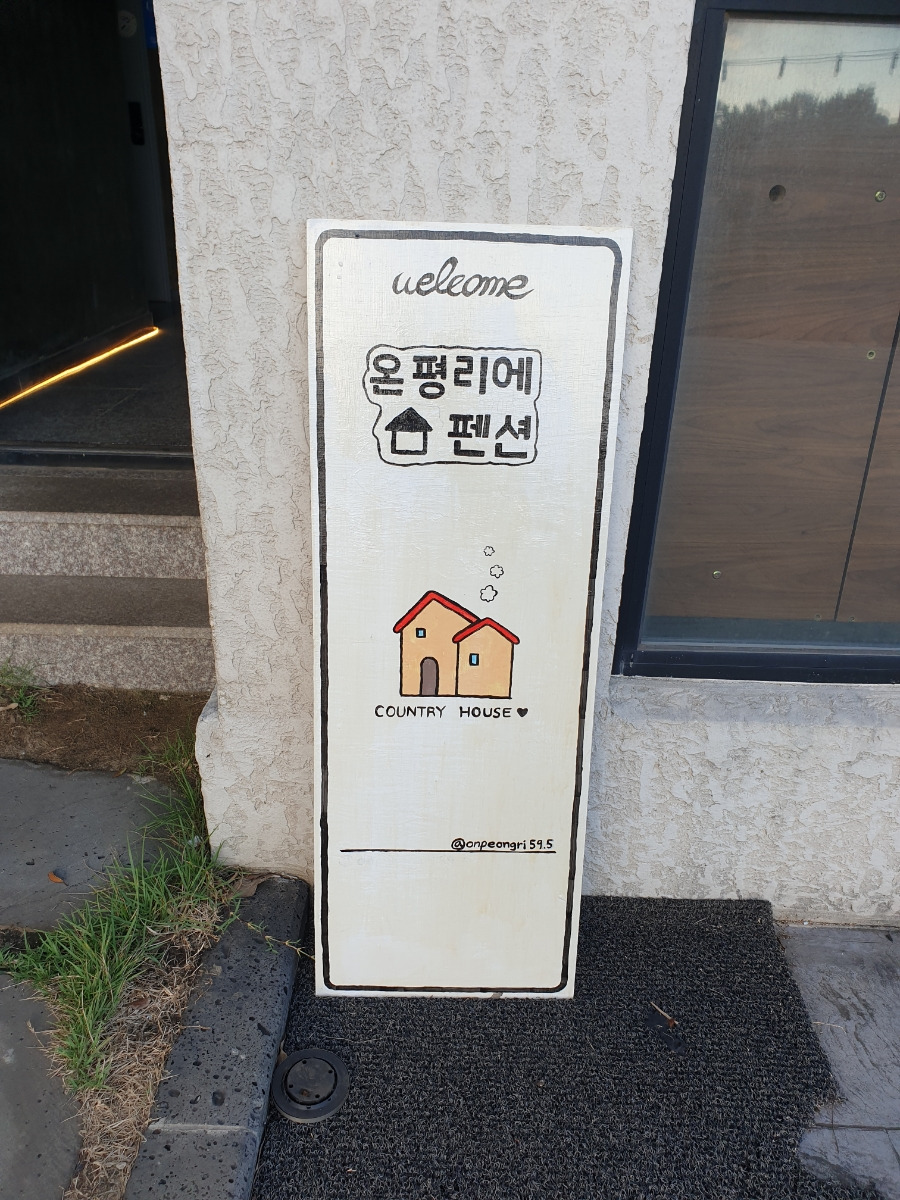 welcome
온평리에
펜션
COUNTRY HOUSE
@onpeongri59.5